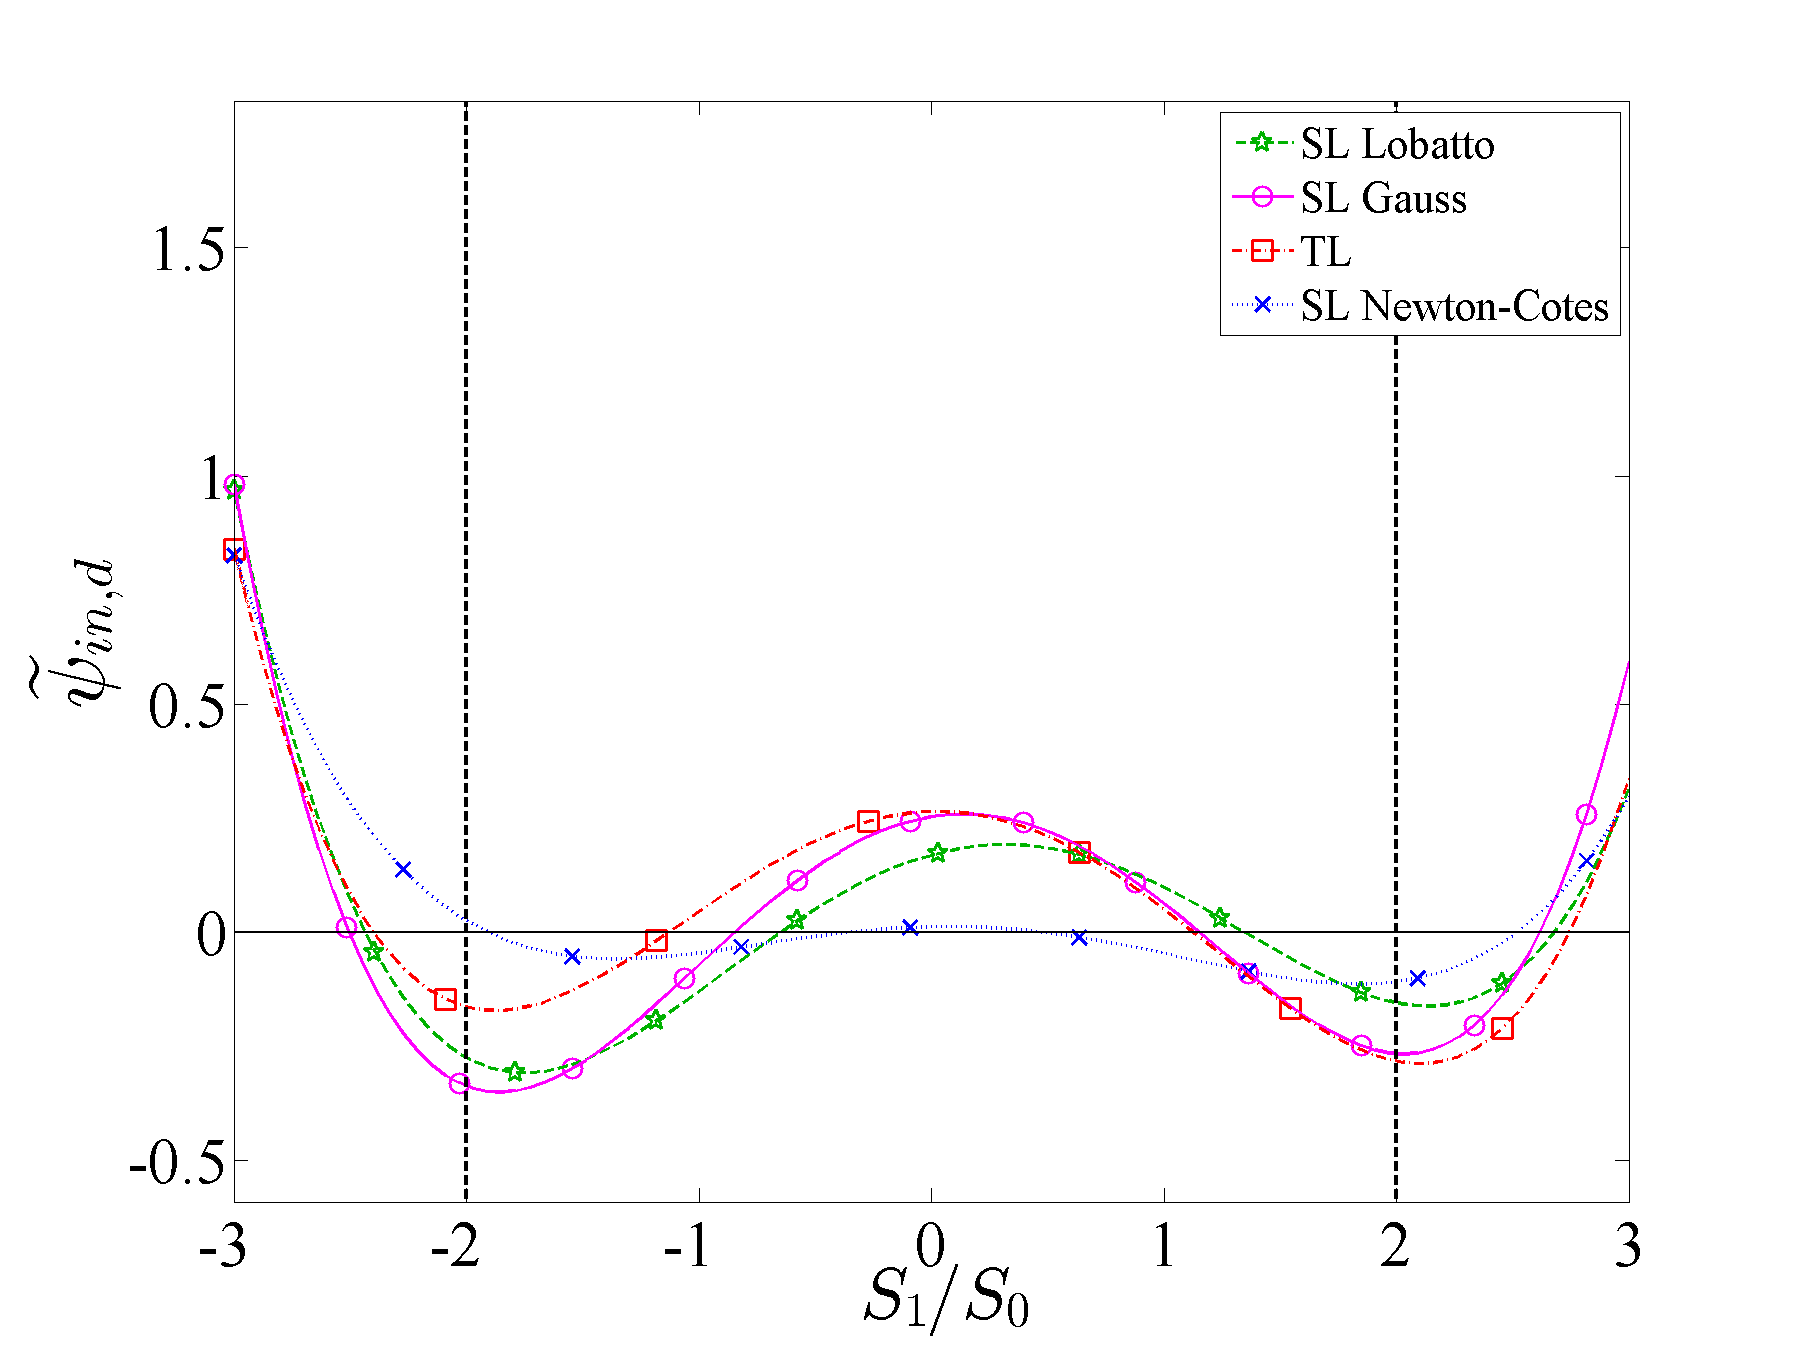 SL Lobatto
SL Gauss
TL
SL Newton-Cotes
1.5
1
0.5
0
-0.5
ψ̃in,d
-3 -2 -1 0 1 2 3
S1/S0